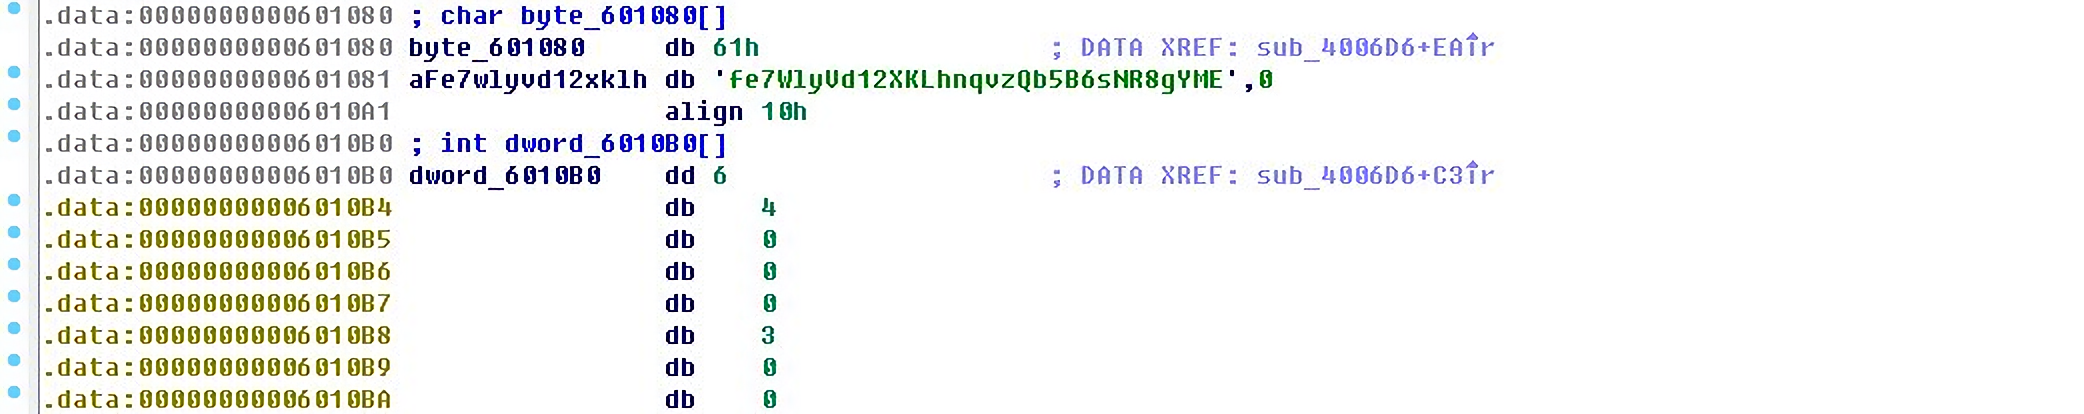 .data:0000000000601080 ; char byte_601080[]
.data:0000000000601080 byte_601080 db 61h ; DATA XREF: sub_4006D6+EA↑r
.data:0000000000601081 aFe7wlyvd12xklh db 'fe7WlyVd12XKLhnqvzQb5B6sNR8gYME',0
.data:00000000006010A1 align 10h
.data:00000000006010B0 ; int dword_6010B0[]
.data:00000000006010B0 dword_6010B0 dd 6 ; DATA XREF: sub_4006D6+C3↑r
.data:00000000006010B4 db 4
.data:00000000006010B5 db 0
.data:00000000006010B6 db 0
.data:00000000006010B7 db 0
.data:00000000006010B8 db 3
.data:00000000006010B9 db 0
.data:00000000006010BA db 0